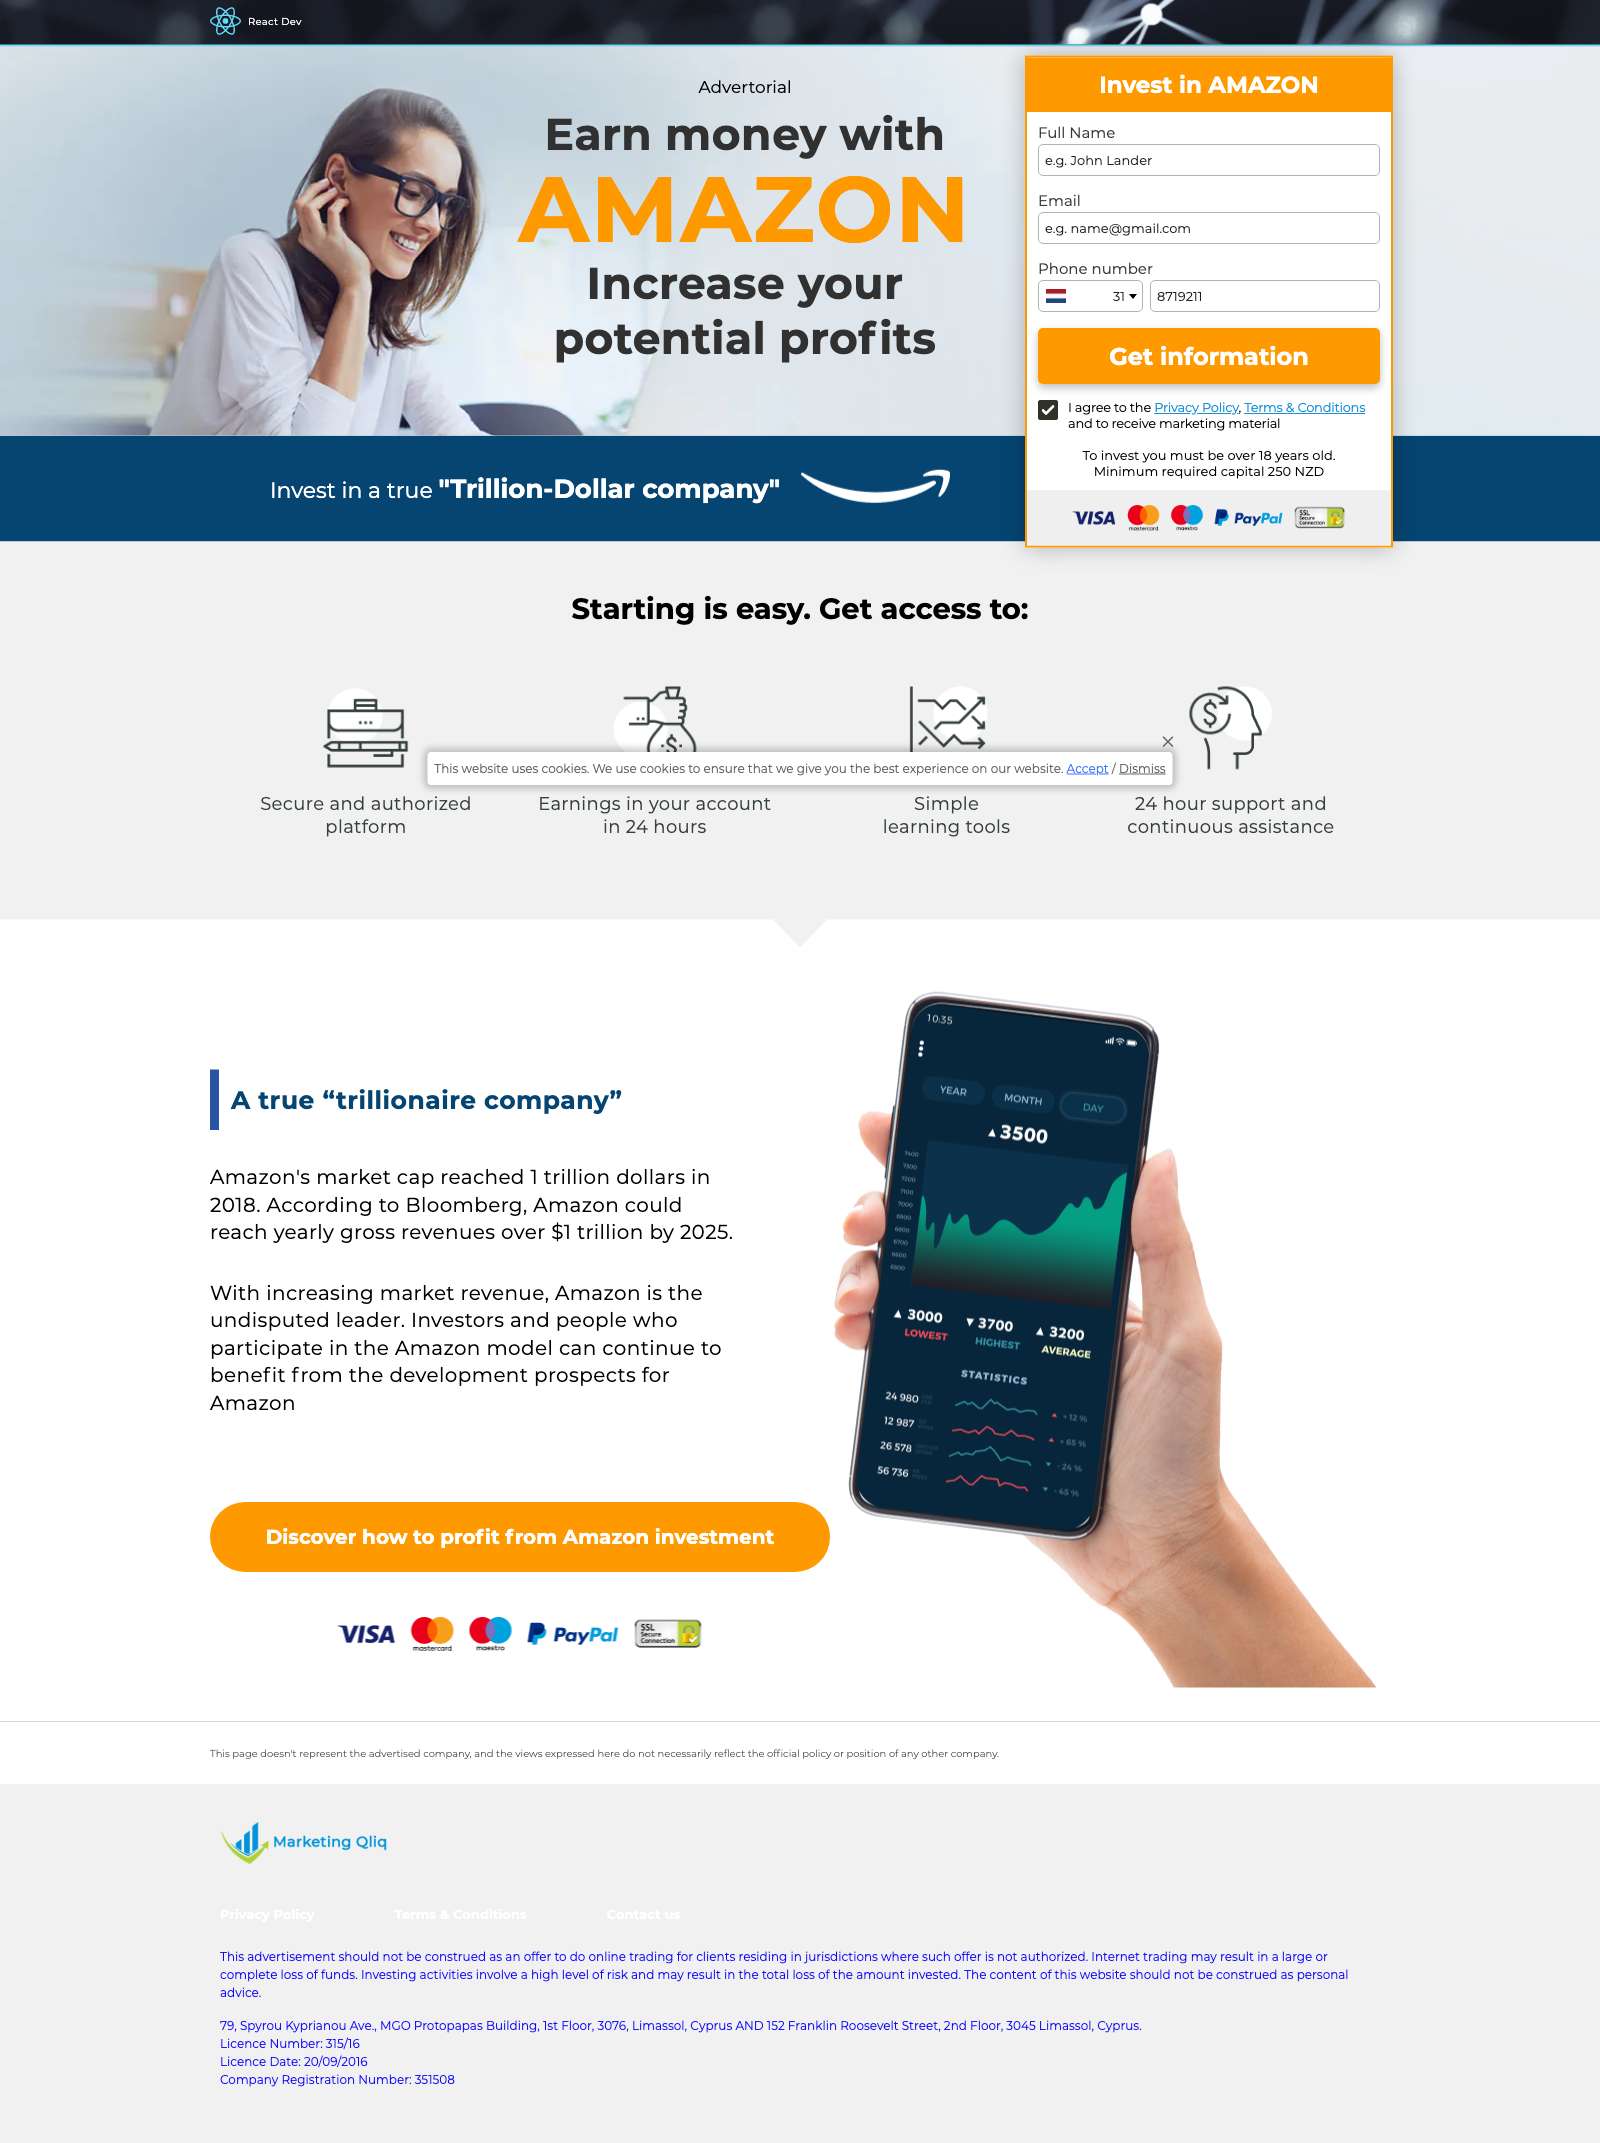 React Dev
Advertorial
Earn money with
AMAZON
Increase your
potential profits
Invest in AMAZON
Full Name
e.g. John Lander
Email
e.g. name@gmail.com
Phone number
31
8719211
Get information
I agree to the Privacy Policy, Terms & Conditions
and to receive marketing material
To invest you must be over 18 years old.
Minimum required capital 250 NZD
VISA mastercard maestro PayPal SSL Secure Connection
Invest in a true "Trillion-Dollar company"
Starting is easy. Get access to:
This website uses cookies. We use cookies to ensure that we give you the best experience on our website. Accept / Dismiss
Secure and authorized
platform
Earnings in your account
in 24 hours
Simple
learning tools
24 hour support and
continuous assistance
A true “trillionaire company”
Amazon's market cap reached 1 trillion dollars in
2018. According to Bloomberg, Amazon could
reach yearly gross revenues over $1 trillion by 2025.
With increasing market revenue, Amazon is the
undisputed leader. Investors and people who
participate in the Amazon model can continue to
benefit from the development prospects for
Amazon
Discover how to profit from Amazon investment
VISA mastercard maestro PayPal SSL Secure Connection
10:35
YEAR MONTH DAY
3500
7400
7300
7200
7100
7000
6900
6800
6700
6600
6500
3000 3700 3200
LOWEST HIGHEST AVERAGE
STATISTICS
24 980 + 12 %
12 987 + 65 %
26 578 - 24 %
56 736 - 65 %
This page doesn't represent the advertised company, and the views expressed here do not necessarily reflect the official policy or position of any other company.
Marketing Qliq
Privacy Policy Terms & Conditions Contact us
This advertisement should not be construed as an offer to do online trading for clients residing in jurisdictions where such offer is not authorized. Internet trading may result in a large or
complete loss of funds. Investing activities involve a high level of risk and may result in the total loss of the amount invested. The content of this website should not be construed as personal
advice.
79, Spyrou Kyprianou Ave., MGO Protopapas Building, 1st Floor, 3076, Limassol, Cyprus AND 152 Franklin Roosevelt Street, 2nd Floor, 3045 Limassol, Cyprus.
Licence Number: 315/16
Licence Date: 20/09/2016
Company Registration Number: 351508